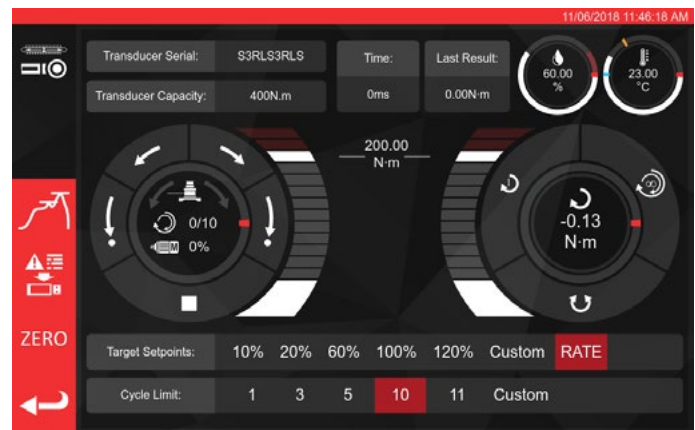 11/06/2018 11:46:18 AM
Transducer Serial: S3RLS3RLS
Time: Last Result:
Transducer Capacity: 400N.m
0ms 0.00N·m
60.00
%
23.00
°C
200.00
N·m
0/10
M 0%
1
∞
-0.13
N·m
ZERO
Target Setpoints: 10% 20% 60% 100% 120% Custom RATE
Cycle Limit: 1 3 5 10 11 Custom